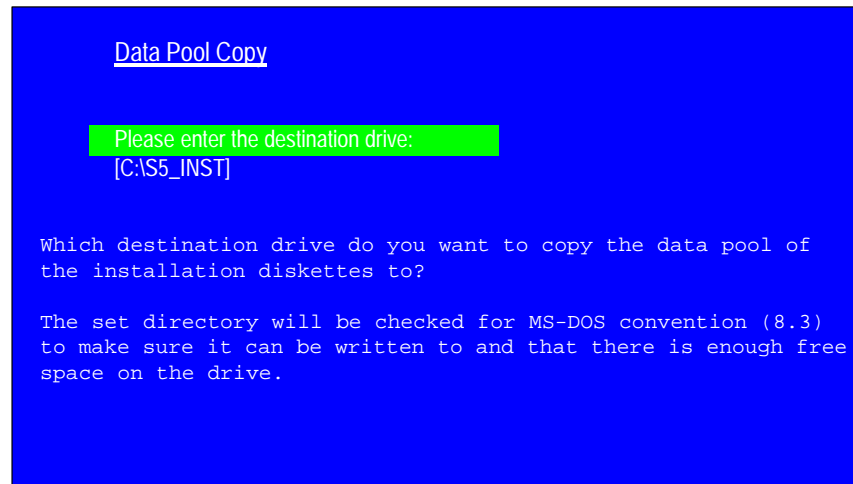 Data Pool Copy
Please enter the destination drive:
[C:\S5_INST]
Which destination drive do you want to copy the data pool of
the installation diskettes to?
The set directory will be checked for MS-DOS convention (8.3)
to make sure it can be written to and that there is enough free
space on the drive.